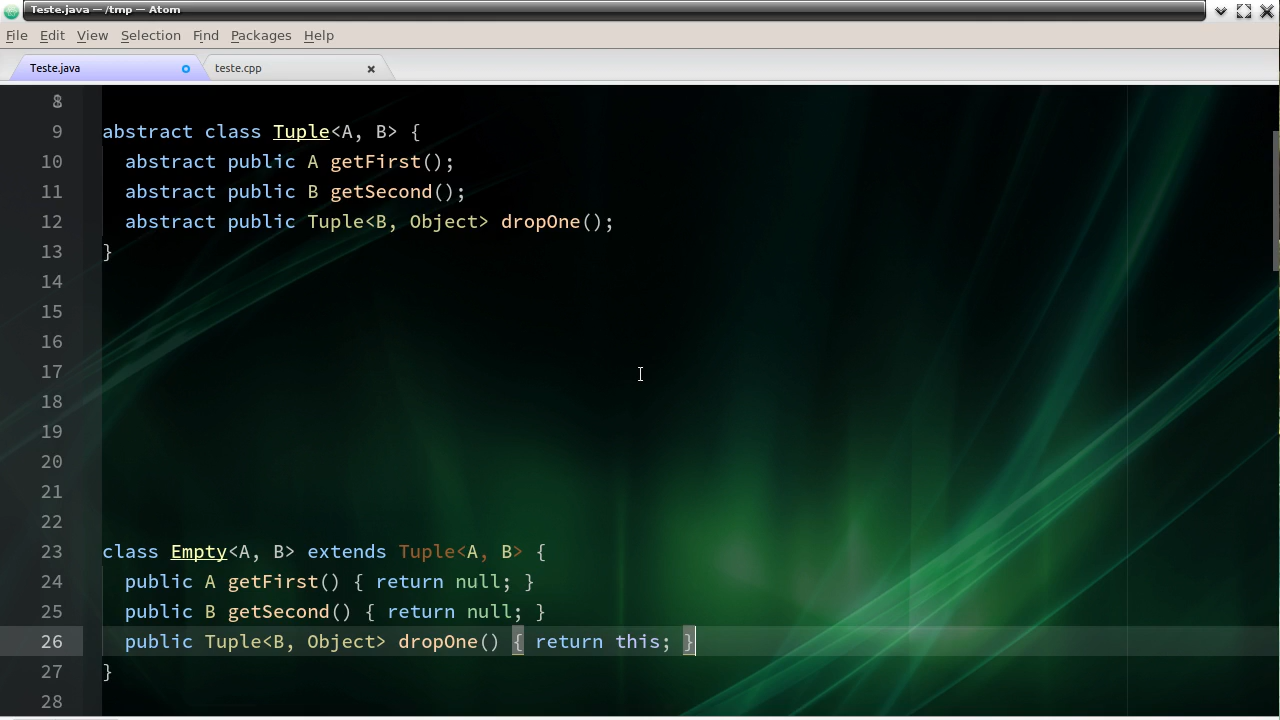 Teste.java — /tmp — Atom
File Edit View Selection Find Packages Help
Teste.java teste.cpp
8
9 abstract class Tuple<A, B> {
10 abstract public A getFirst();
11 abstract public B getSecond();
12 abstract public Tuple<B, Object> dropOne();
13 }
14
15
16
17
18
19
20
21
22
23 class Empty<A, B> extends Tuple<A, B> {
24 public A getFirst() { return null; }
25 public B getSecond() { return null; }
26 public Tuple<B, Object> dropOne() { return this; }
27 }
28